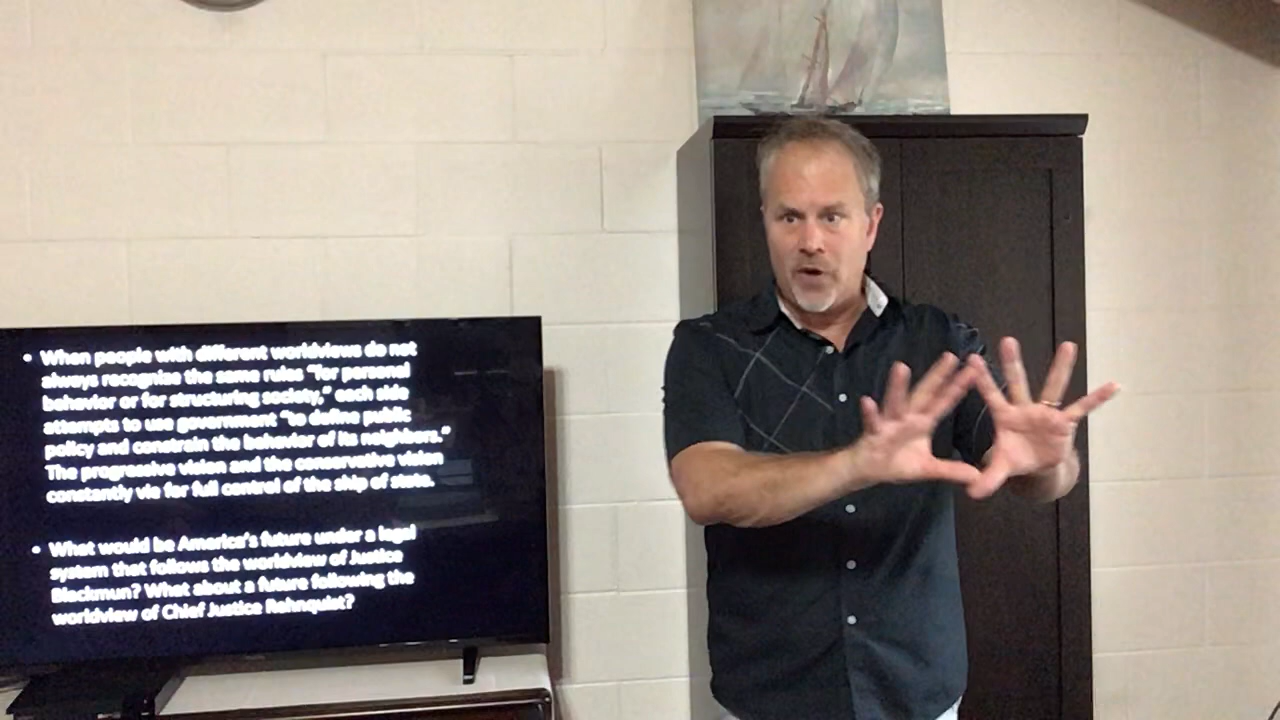 • When people with different worldviews do not
always recognize the same rules "for personal
behavior or for structuring society," each side
attempts to use government "to define public
policy and constrain the behavior of its neighbors."
The progressive vision and the conservative vision
constantly vie for full control of the ship of state.
• What would be America's future under a legal
system that follows the worldview of Justice
Blackmun? What about a future following the
worldview of Chief Justice Rehnquist?